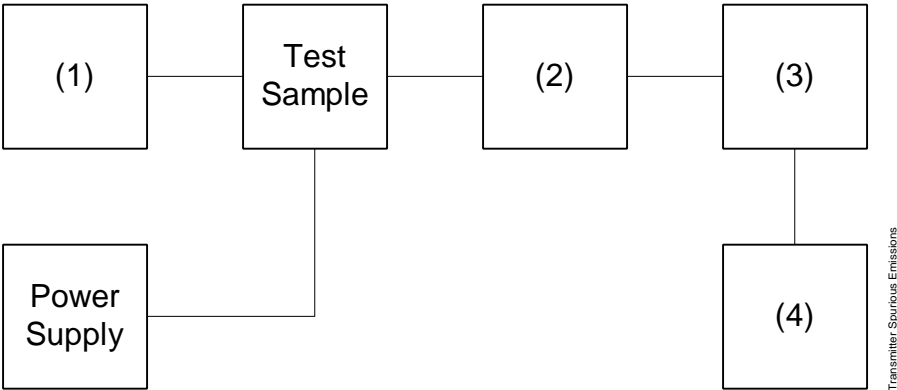 (1)
Test
Sample
(2)
(3)
Power
Supply
(4)
Transmitter Spurious Emissions